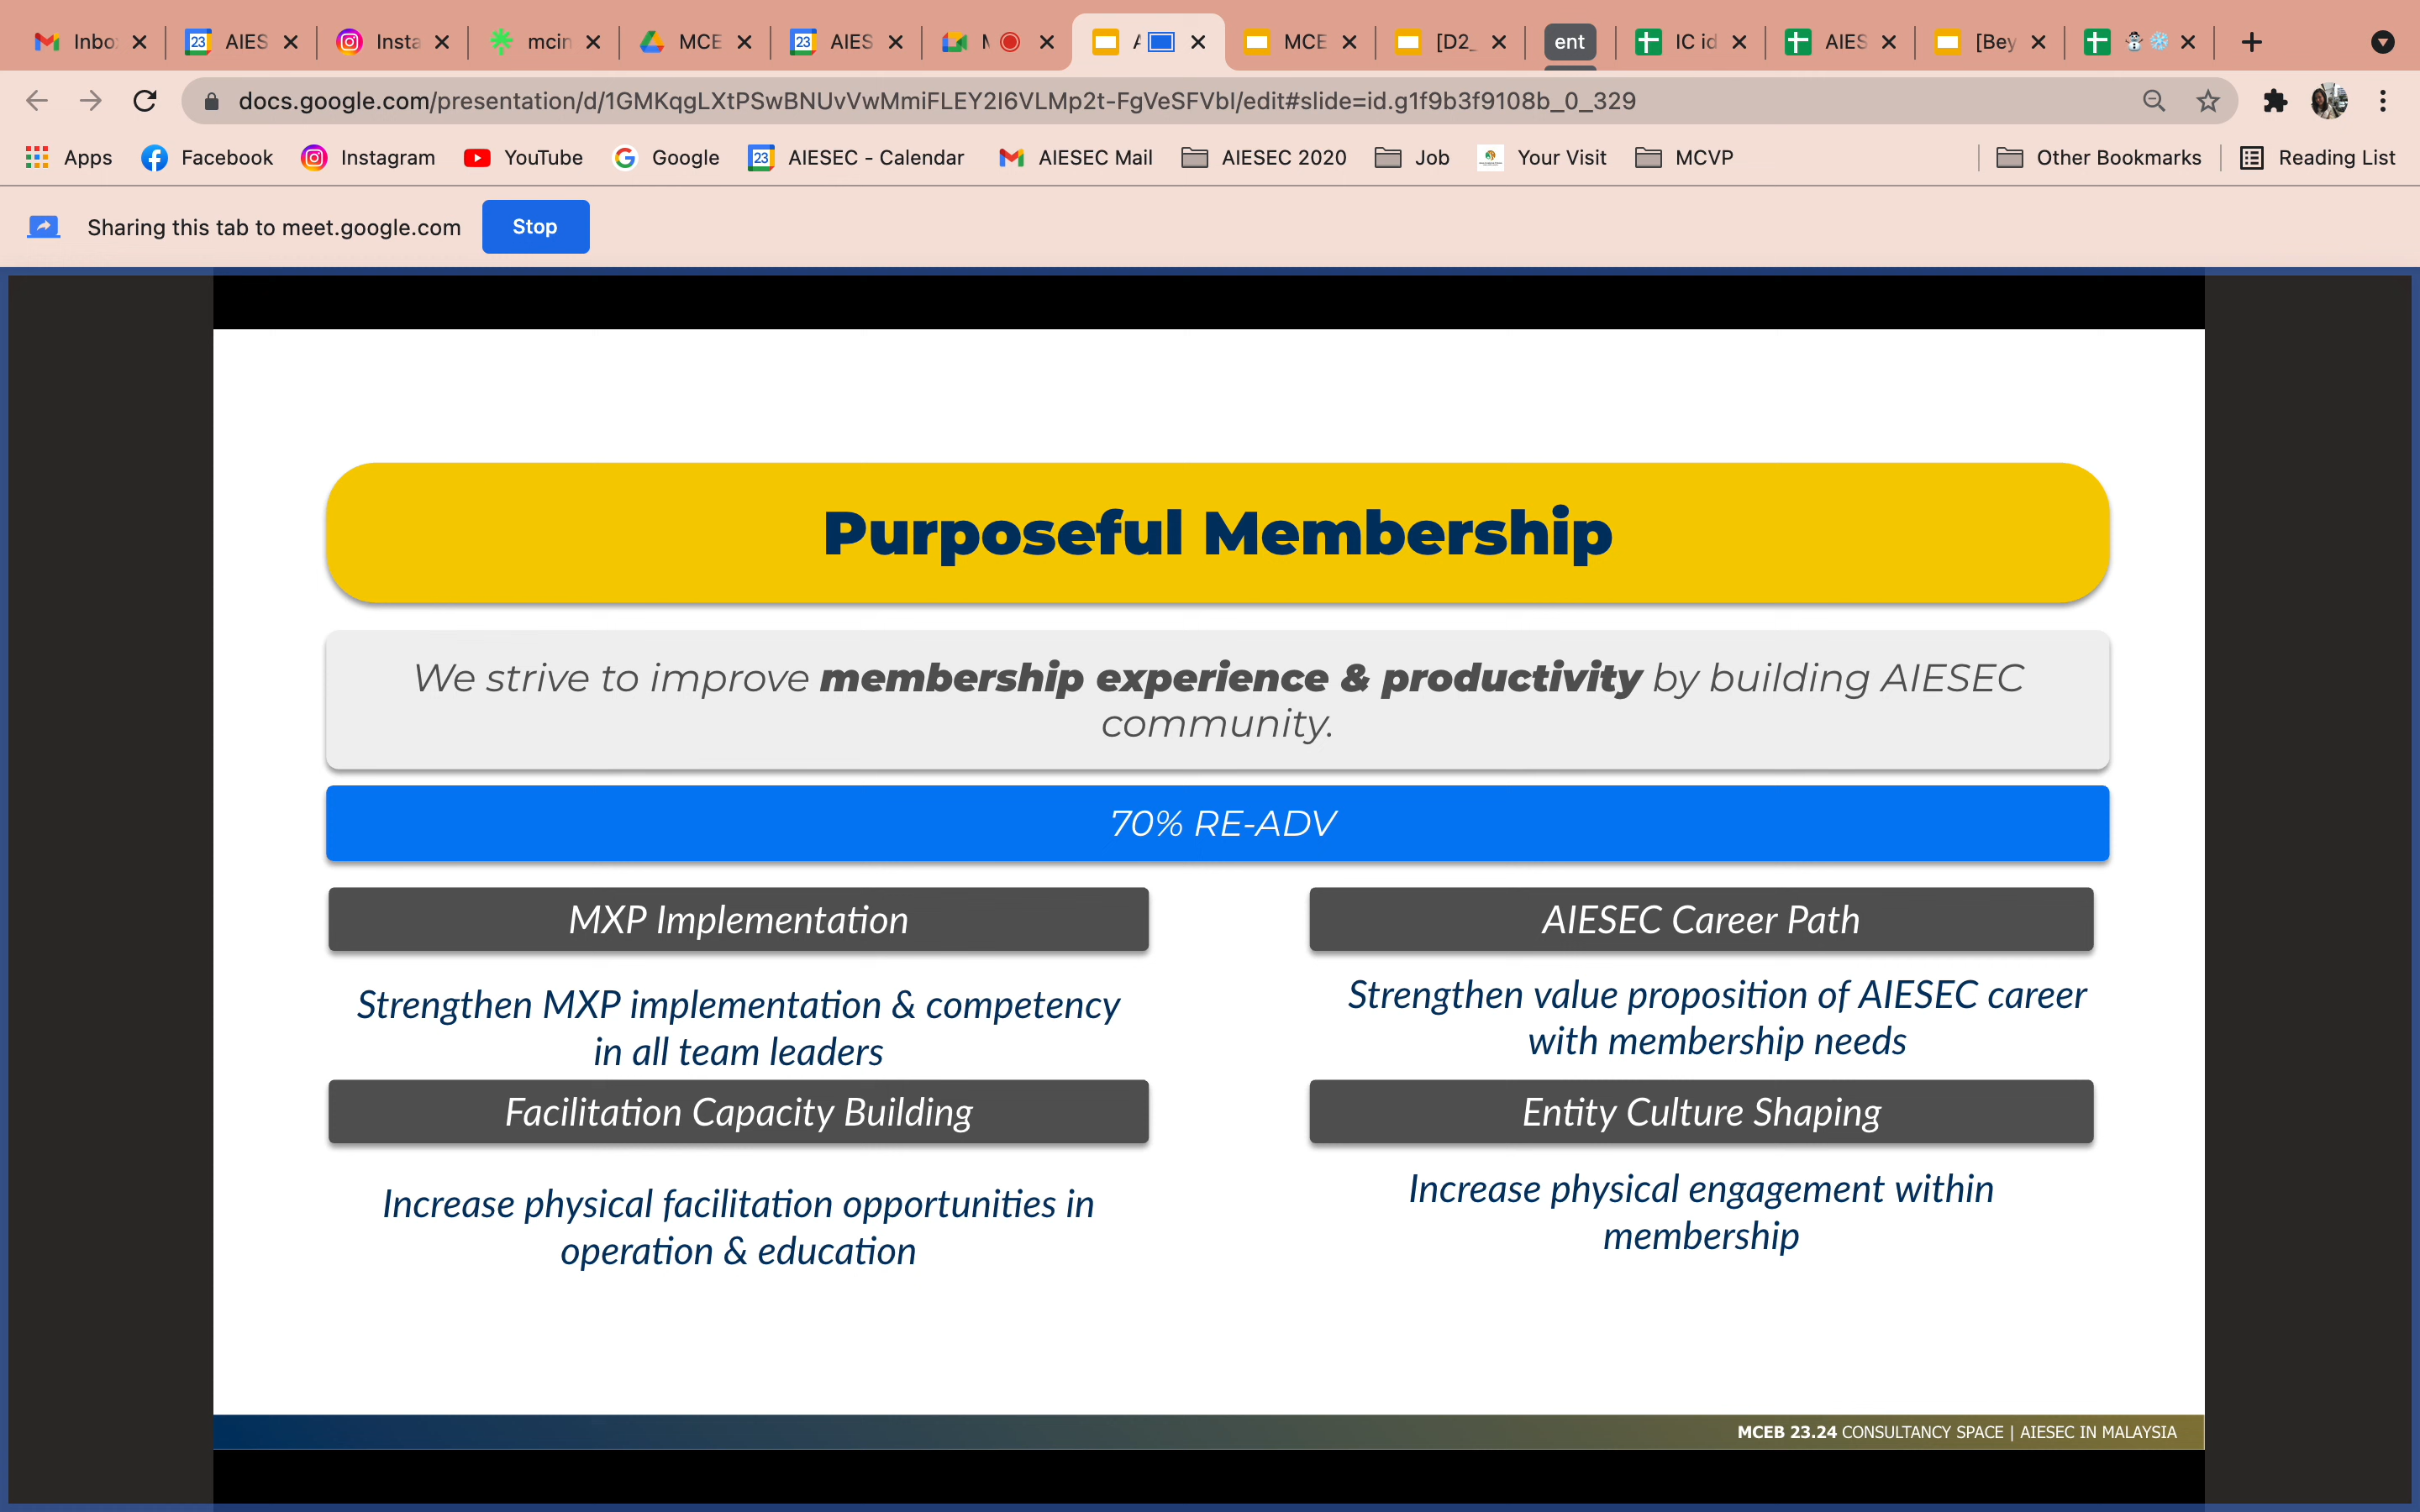 Inbo AIES Insta mcin MCE AIES MCE [D2_ ent IC id AIES [Bey
docs.google.com/presentation/d/1GMKqgLXtPSwBNUvVwMmiFLEY2I6VLMp2t-FgVeSFVbI/edit#slide=id.g1f9b3f9108b_0_329
Apps Facebook Instagram YouTube Google 23 AIESEC - Calendar AIESEC Mail AIESEC 2020 Job Your Visit MCVP Other Bookmarks Reading List
Sharing this tab to meet.google.com Stop
Purposeful Membership
We strive to improve membership experience & productivity by building AIESEC
community.
70% RE-ADV
MXP Implementation
Strengthen MXP implementation & competency
in all team leaders
AIESEC Career Path
Strengthen value proposition of AIESEC career
with membership needs
Facilitation Capacity Building
Increase physical facilitation opportunities in
operation & education
Entity Culture Shaping
Increase physical engagement within
membership
MCEB 23.24 CONSULTANCY SPACE | AIESEC IN MALAYSIA